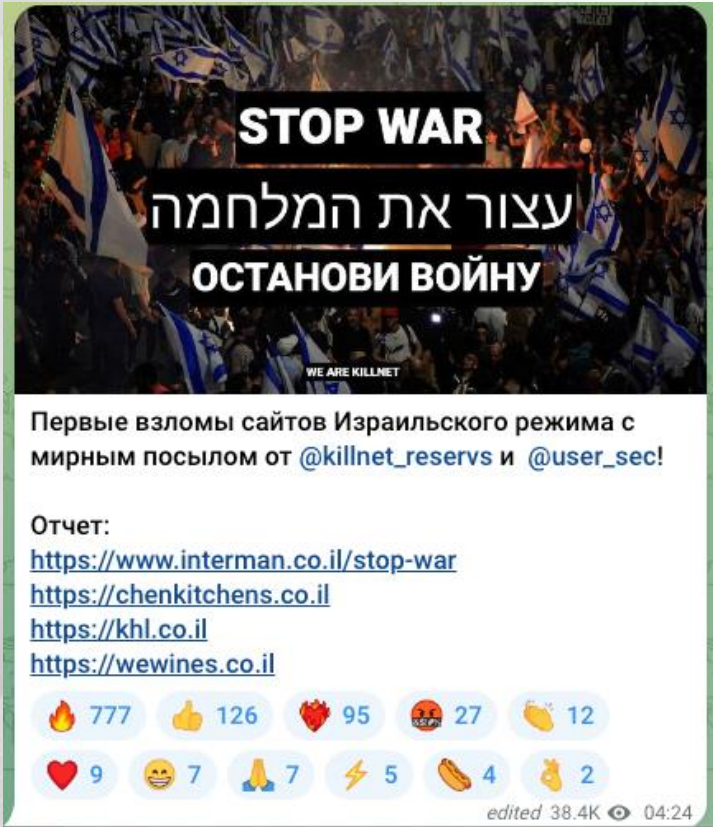 STOP WAR
עצור את המלחמה
ОСТАНОВИ ВОЙНУ
WE ARE KILLNET
Первые взломы сайтов Израильского режима с
мирным посылом от @killnet_reservs и @user_sec!
Отчет:
https://www.interman.co.il/stop-war
https://chenkitchens.co.il
https://khl.co.il
https://wewines.co.il
777 126 95 27 12
9 7 7 5 4 2
edited 38.4K 04:24